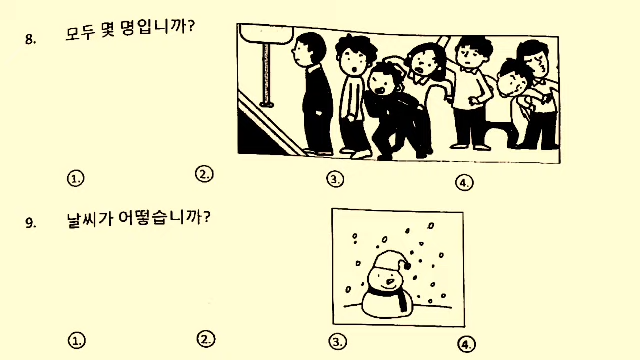 8. 모두 몇 명입니까?
①. ②. ③. ④.
9. 날씨가 어떻습니까?
①. ②. ③. ④.